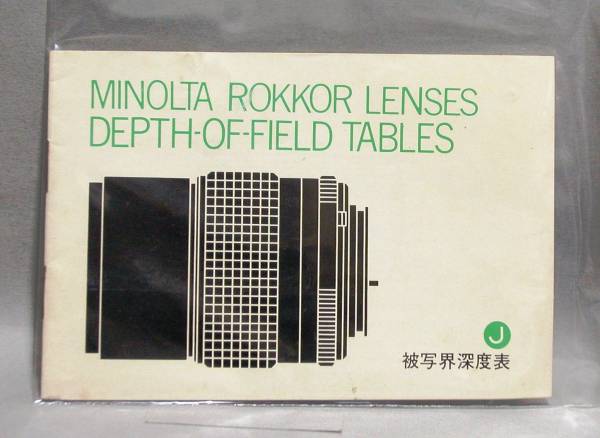 MINOLTA ROKKOR LENSES
DEPTH-OF-FIELD TABLES
J
被写界深度表